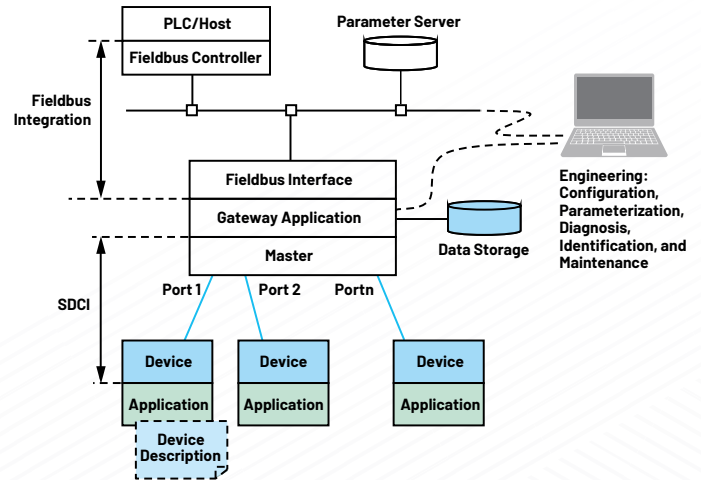 PLC/Host
Fieldbus Controller
Parameter Server
Fieldbus
Integration
Fieldbus Interface
Gateway Application
Master
Data Storage
Engineering:
Configuration,
Parameterization,
Diagnosis,
Identification, and
Maintenance
Port 1
Port 2
Portn
SDCI
Device
Device
Device
Application
Application
Application
Device
Description